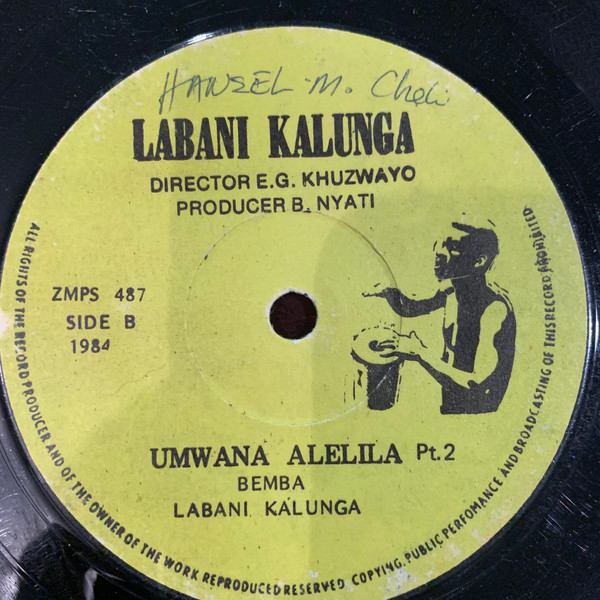 HANSEL M.
LABANI KALUNGA
DIRECTOR E.G. KHUZWAYO
PRODUCER B. NYATI
ZMPS 487
SIDE B
1984
UMWANA ALELILA Pt.2
BEMBA
LABANI KALUNGA
ALL RIGHTS OF THE RECORD PRODUCER AND OF THE OWNER OF THE WORK REPRODUCED RESERVED. COPYING, PUBLIC PERFOMANCE AND BROADCASTING OF THIS RECORD PROHIBITED